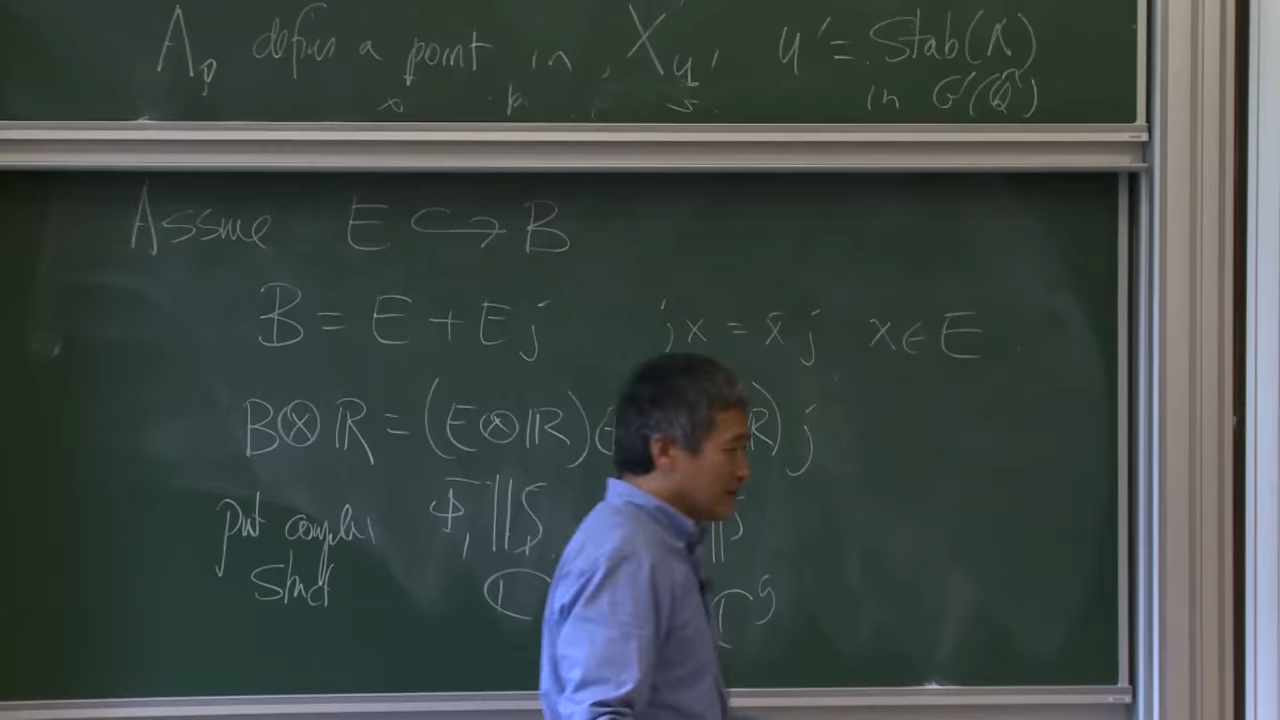 A_p defines a point in X_{U'} U' = Stab(Λ)
in G'(Q̂)
Assume E ↪ B
B = E + Ej jx = x̄j x ∈ E
B ⊗ ℝ = (E ⊗ ℝ) ℝ) j
put complex
struct
ℂ^g